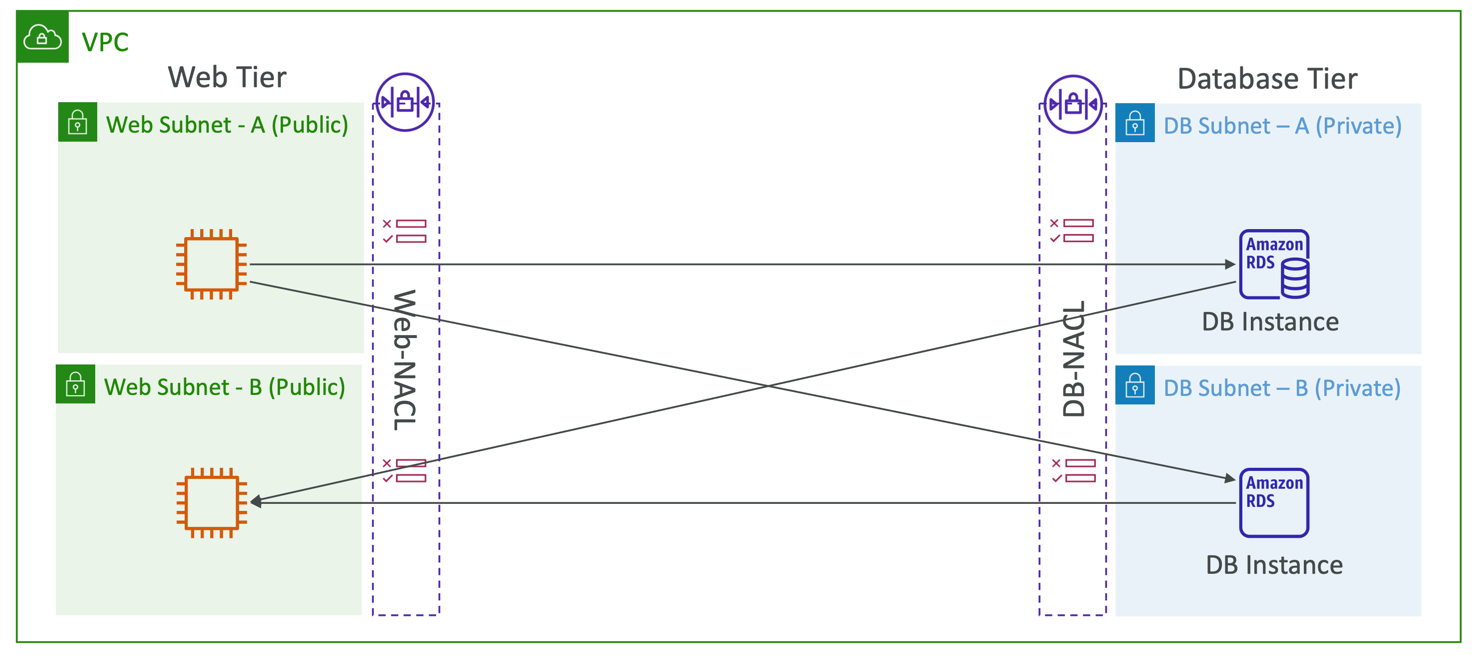 VPC
Web Tier
Database Tier
Web Subnet - A (Public)
DB Subnet – A (Private)
Amazon
RDS
DB Instance
Web-NACL
DB-NACL
Web Subnet - B (Public)
DB Subnet – B (Private)
Amazon
RDS
DB Instance